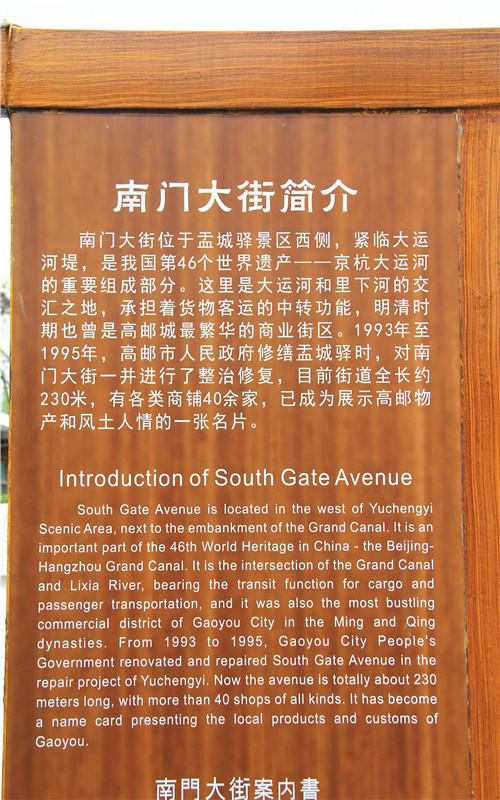 南门大街简介
南门大街位于盂城驿景区西侧，紧临大运
河堤，是我国第46个世界遗产——京杭大运河
的重要组成部分。这里是大运河和里下河的交
汇之地，承担着货物客运的中转功能，明清时
期也曾是高邮城最繁华的商业街区。1993年至
1995年，高邮市人民政府修缮盂城驿时，对南
门大街一并进行了整治修复，目前街道全长约
230米，有各类商铺40余家，已成为展示高邮物
产和风土人情的一张名片。
Introduction of South Gate Avenue
South Gate Avenue is located in the west of Yuchengyi
Scenic Area, next to the embankment of the Grand Canal. It is an
important part of the 46th World Heritage in China - the Beijing-
Hangzhou Grand Canal. It is the intersection of the Grand Canal
and Lixia River, bearing the transit function for cargo and
passenger transportation, and it was also the most bustling
commercial district of Gaoyou City in the Ming and Qing
dynasties. From 1993 to 1995, Gaoyou City People's
Government renovated and repaired South Gate Avenue in the
repair project of Yuchengyi. Now the avenue is totally about 230
meters long, with more than 40 shops of all kinds. It has become
a name card presenting the local products and customs of
Gaoyou.
南門大街案内書